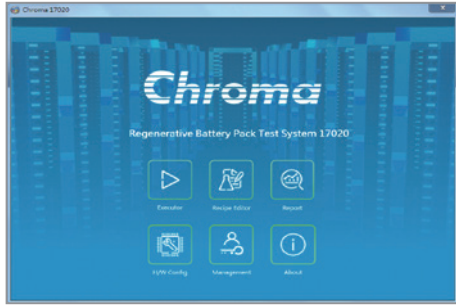 Chroma 17020
Chroma
Regenerative Battery Pack Test System 17020
Executor
Recipe Editor
Report
H/W Config
Management
About